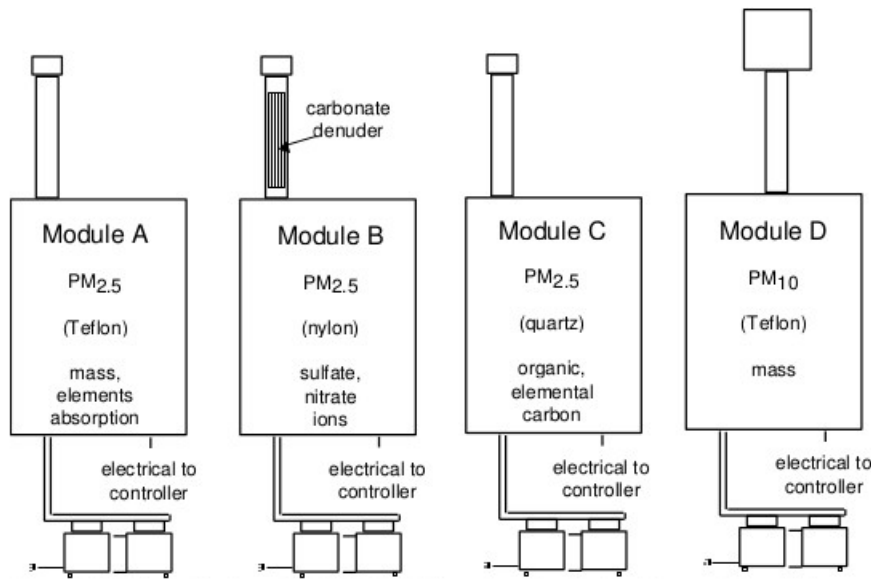 carbonate
denuder
Module A
PM2.5
(Teflon)
mass,
elements
absorption
electrical to
controller
Module B
PM2.5
(nylon)
sulfate,
nitrate
ions
electrical to
controller
Module C
PM2.5
(quartz)
organic,
elemental
carbon
electrical to
controller
Module D
PM10
(Teflon)
mass
electrical to
controller